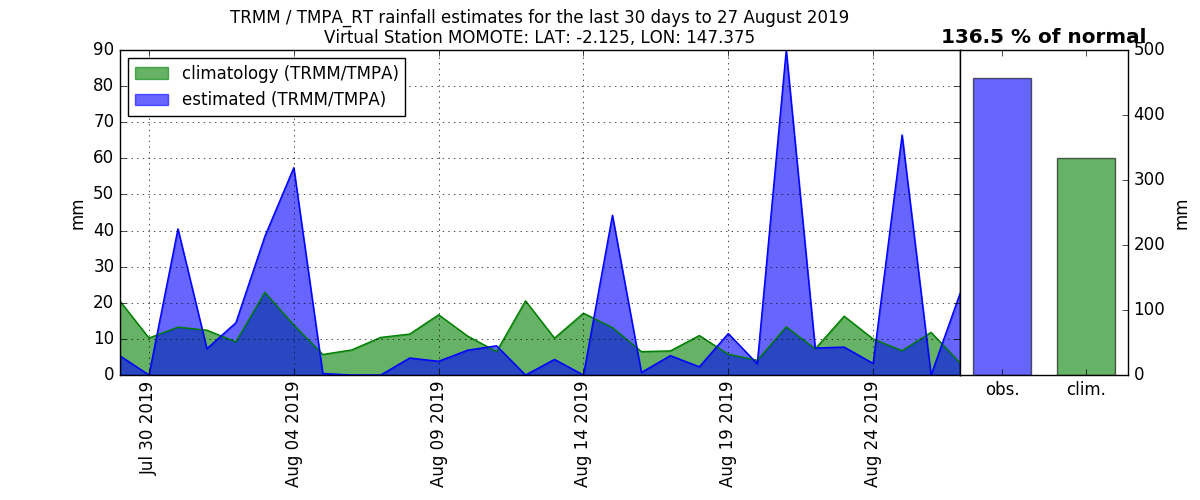 TRMM / TMPA_RT rainfall estimates for the last 30 days to 27 August 2019
Virtual Station MOMOTE: LAT: -2.125, LON: 147.375
136.5 % of normal
climatology (TRMM/TMPA)
estimated (TRMM/TMPA)
90
80
70
60
50
40
30
20
10
0
mm
Jul 30 2019
Aug 04 2019
Aug 09 2019
Aug 14 2019
Aug 19 2019
Aug 24 2019
obs.
clim.
500
400
300
200
100
0
mm